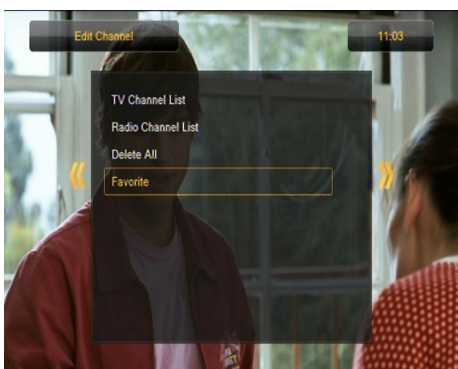 Edit Channel
11:03
TV Channel List
Radio Channel List
Delete All
Favorite